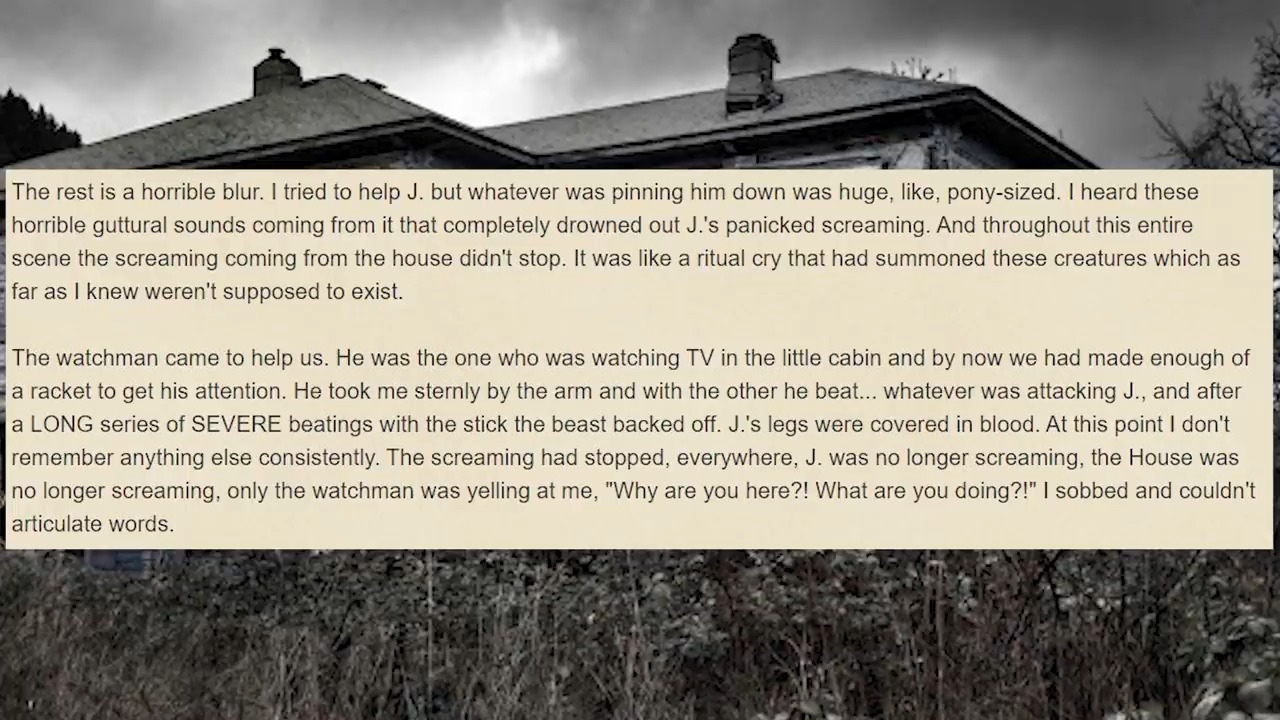 The rest is a horrible blur. I tried to help J. but whatever was pinning him down was huge, like, pony-sized. I heard these
horrible guttural sounds coming from it that completely drowned out J.'s panicked screaming. And throughout this entire
scene the screaming coming from the house didn't stop. It was like a ritual cry that had summoned these creatures which as
far as I knew weren't supposed to exist.
The watchman came to help us. He was the one who was watching TV in the little cabin and by now we had made enough of
a racket to get his attention. He took me sternly by the arm and with the other he beat... whatever was attacking J., and after
a LONG series of SEVERE beatings with the stick the beast backed off. J.'s legs were covered in blood. At this point I don't
remember anything else consistently. The screaming had stopped, everywhere, J. was no longer screaming, the House was
no longer screaming, only the watchman was yelling at me, "Why are you here?! What are you doing?!" I sobbed and couldn't
articulate words.